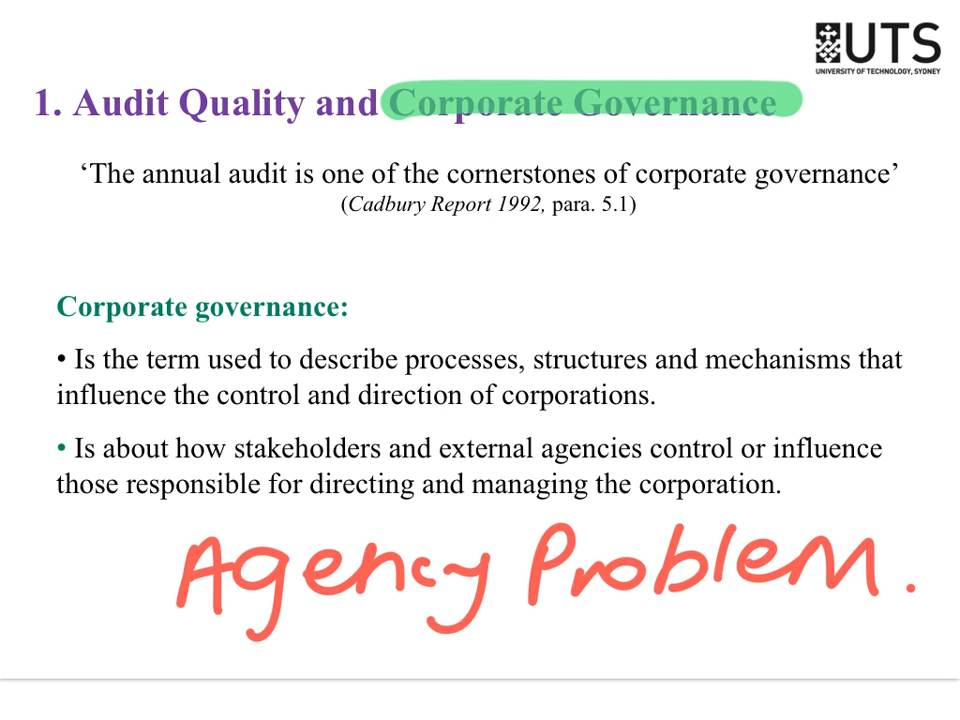 UTS
UNIVERSITY OF TECHNOLOGY, SYDNEY
1. Audit Quality and Corporate Governance
‘The annual audit is one of the cornerstones of corporate governance’
(Cadbury Report 1992, para. 5.1)
Corporate governance:
• Is the term used to describe processes, structures and mechanisms that
influence the control and direction of corporations.
• Is about how stakeholders and external agencies control or influence
those responsible for directing and managing the corporation.
Agency Problem.